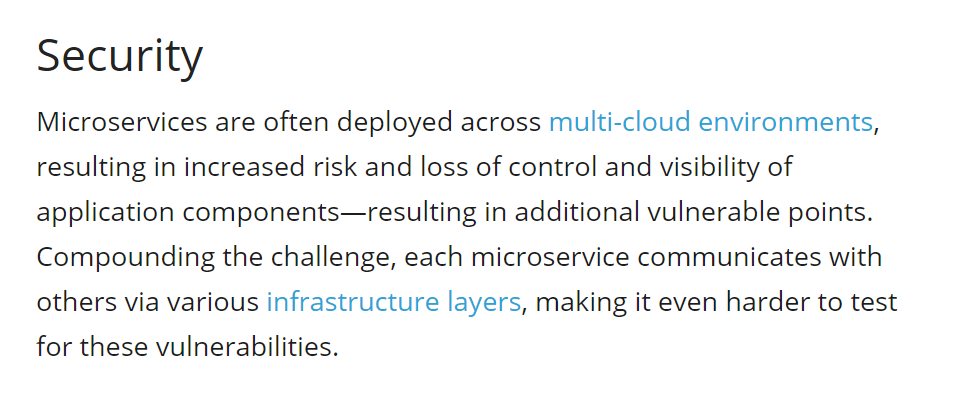 Security
Microservices are often deployed across multi-cloud environments,
resulting in increased risk and loss of control and visibility of
application components—resulting in additional vulnerable points.
Compounding the challenge, each microservice communicates with
others via various infrastructure layers, making it even harder to test
for these vulnerabilities.